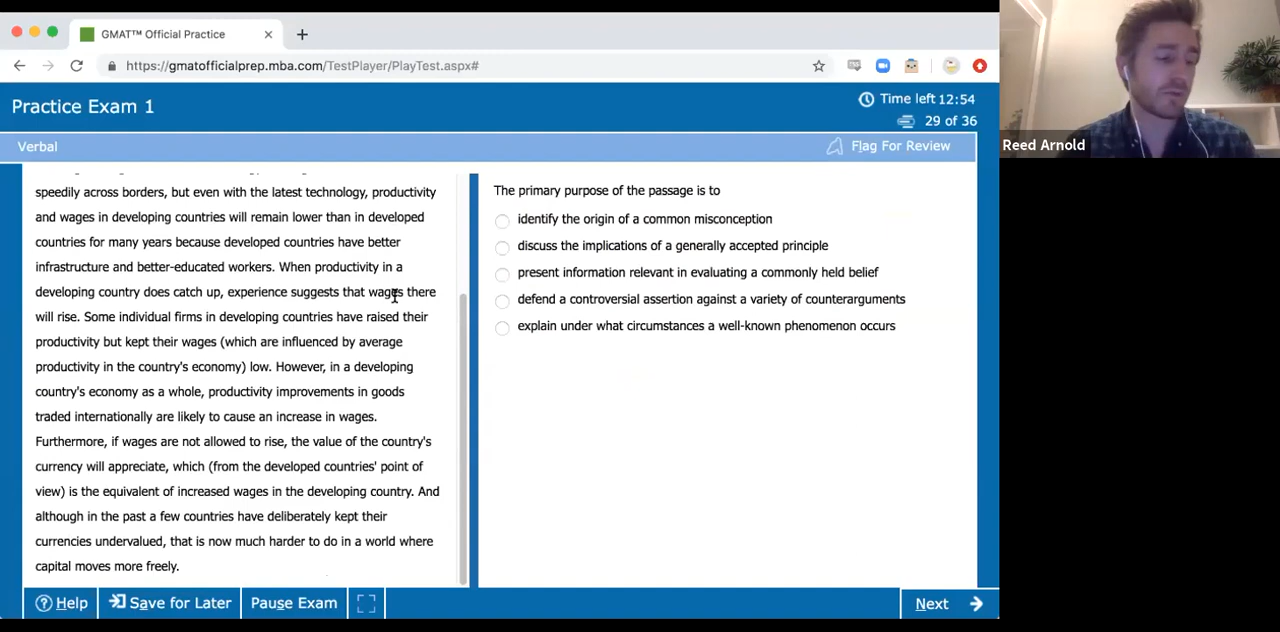 GMAT™ Official Practice
https://gmatofficialprep.mba.com/TestPlayer/PlayTest.aspx#
Practice Exam 1
Time left 12:54
29 of 36
Reed Arnold
Verbal
Flag For Review
speedily across borders, but even with the latest technology, productivity
and wages in developing countries will remain lower than in developed
countries for many years because developed countries have better
infrastructure and better-educated workers. When productivity in a
developing country does catch up, experience suggests that wages there
will rise. Some individual firms in developing countries have raised their
productivity but kept their wages (which are influenced by average
productivity in the country's economy) low. However, in a developing
country's economy as a whole, productivity improvements in goods
traded internationally are likely to cause an increase in wages.
Furthermore, if wages are not allowed to rise, the value of the country's
currency will appreciate, which (from the developed countries' point of
view) is the equivalent of increased wages in the developing country. And
although in the past a few countries have deliberately kept their
currencies undervalued, that is now much harder to do in a world where
capital moves more freely.
The primary purpose of the passage is to
identify the origin of a common misconception
discuss the implications of a generally accepted principle
present information relevant in evaluating a commonly held belief
defend a controversial assertion against a variety of counterarguments
explain under what circumstances a well-known phenomenon occurs
Help
Save for Later
Pause Exam
Next